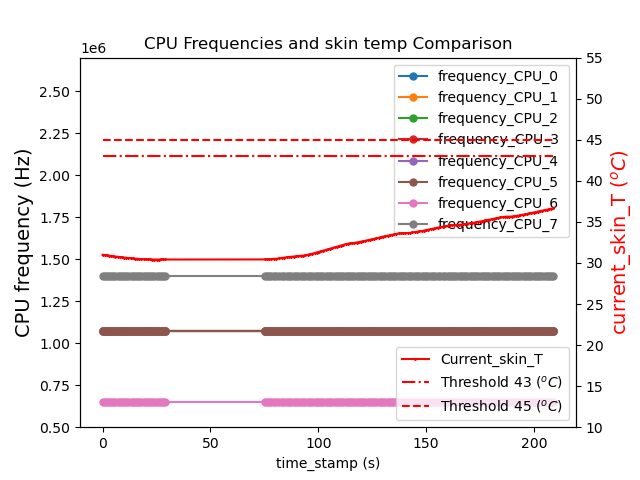 CPU Frequencies and skin temp Comparison
1e6
CPU frequency (Hz)
2.50
2.25
2.00
1.75
1.50
1.25
1.00
0.75
0.50
frequency_CPU_0
frequency_CPU_1
frequency_CPU_2
frequency_CPU_3
frequency_CPU_4
frequency_CPU_5
frequency_CPU_6
frequency_CPU_7
Current_skin_T
Threshold 43 (°C)
Threshold 45 (°C)
55
50
45
40
35
30
25
20
15
10
current_skin_T (°C)
0
50
100
150
200
time_stamp (s)